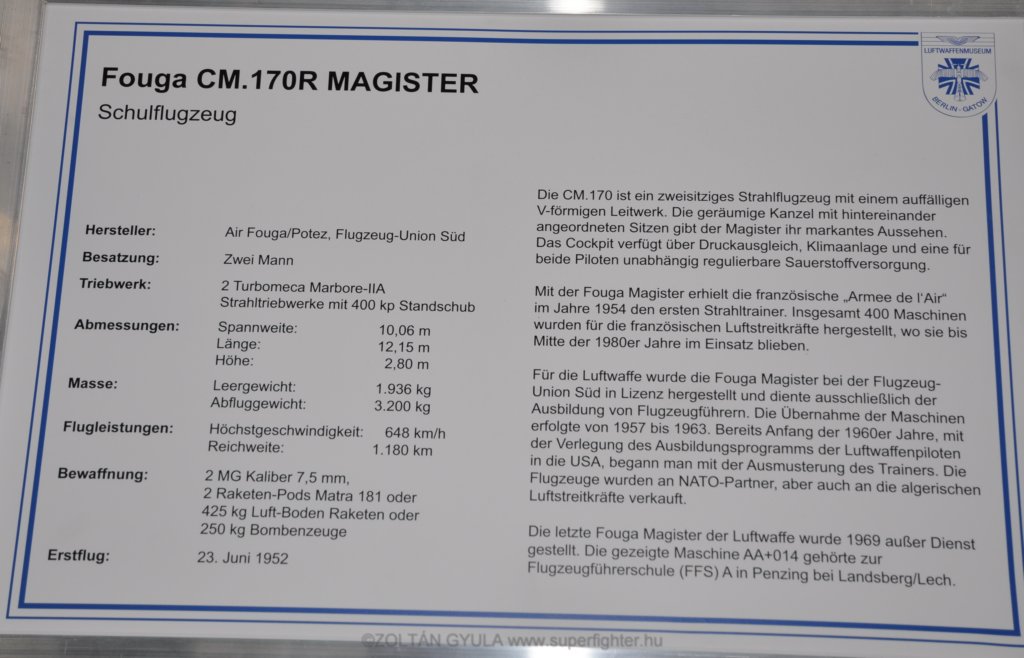 Fouga CM.170R MAGISTER
Schulflugzeug
LUFTWAFFENMUSEUM
BERLIN - GATOW
Hersteller: Air Fouga/Potez, Flugzeug-Union Süd
Besatzung: Zwei Mann
Triebwerk: 2 Turbomeca Marbore-IIA
Strahltriebwerke mit 400 kp Standschub
Abmessungen: Spannweite: 10,06 m
Länge: 12,15 m
Höhe: 2,80 m
Masse: Leergewicht: 1.936 kg
Abfluggewicht: 3.200 kg
Flugleistungen: Höchstgeschwindigkeit: 648 km/h
Reichweite: 1.180 km
Bewaffnung: 2 MG Kaliber 7,5 mm,
2 Raketen-Pods Matra 181 oder
425 kg Luft-Boden Raketen oder
250 kg Bombenzeuge
Erstflug: 23. Juni 1952
Die CM.170 ist ein zweisitziges Strahlflugzeug mit einem auffälligen
V-förmigen Leitwerk. Die geräumige Kanzel mit hintereinander
angeordneten Sitzen gibt der Magister ihr markantes Aussehen.
Das Cockpit verfügt über Druckausgleich, Klimaanlage und eine für
beide Piloten unabhängig regulierbare Sauerstoffversorgung.
Mit der Fouga Magister erhielt die französische „Armee de l'Air“
im Jahre 1954 den ersten Strahltrainer. Insgesamt 400 Maschinen
wurden für die französischen Luftstreitkräfte hergestellt, wo sie bis
Mitte der 1980er Jahre im Einsatz blieben.
Für die Luftwaffe wurde die Fouga Magister bei der Flugzeug-
Union Süd in Lizenz hergestellt und diente ausschließlich der
Ausbildung von Flugzeugführern. Die Übernahme der Maschinen
erfolgte von 1957 bis 1963. Bereits Anfang der 1960er Jahre, mit
der Verlegung des Ausbildungsprogramms der Luftwaffenpiloten
in die USA, begann man mit der Ausmusterung des Trainers. Die
Flugzeuge wurden an NATO-Partner, aber auch an die algerischen
Luftstreitkräfte verkauft.
Die letzte Fouga Magister der Luftwaffe wurde 1969 außer Dienst
gestellt. Die gezeigte Maschine AA+014 gehörte zur
Flugzeugführerschule (FFS) A in Penzing bei Landsberg/Lech.
©ZOLTÁN GYULA www.superfighter.hu